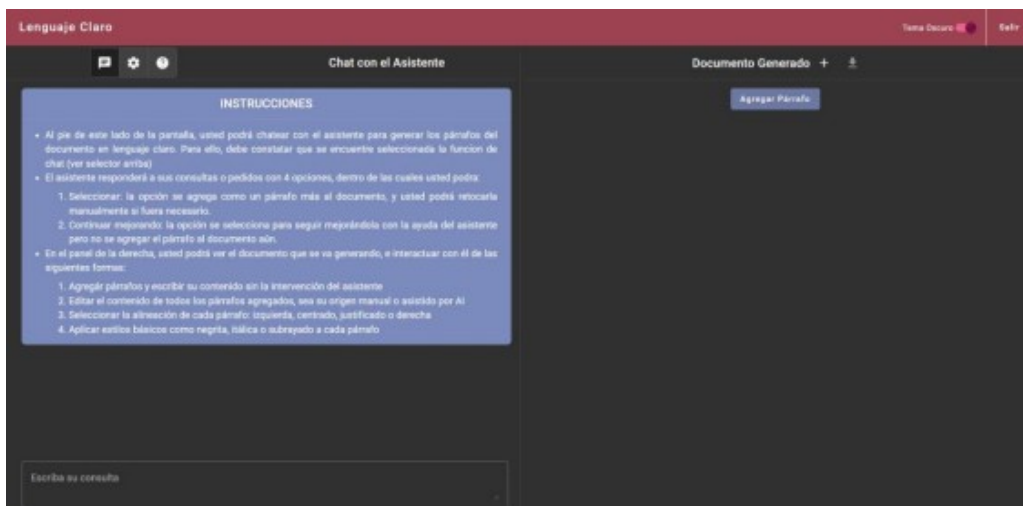 Lenguaje Claro
Tema Oscuro
Salir
Chat con el Asistente
Documento Generado
INSTRUCCIONES
• Al pie de este lado de la pantalla, usted podrá chatear con el asistente para generar los párrafos del
documento en lenguaje claro. Para ello, debe constatar que se encuentre seleccionada la funcion de
chat (ver selector arriba)
• El asistente responderá a sus consultas o pedidos con 4 opciones, dentro de las cuales usted podra:
1. Seleccionar: la opción se agrega como un párrafo más al documento, y usted podrá retocarla
manualmente si fuera necesario.
2. Continuar mejorando: la opción se selecciona para seguir mejorándola con la ayuda del asistente
pero no se agregar el párrafo al documento aún.
• En el panel de la derecha, usted podrá ver el documento que se va generando, e interactuar con él de las
siguientes formas:
1. Agregár párrafos y escribir su contenido sin la intervención del asistente
2. Editar el contenido de todos los párrafos agregados, sea su origen manual o asistido por AI
3. Seleccionar la alineación de cada párrafo: izquierda, centrado, justificado o derecha
4. Aplicar estilos básicos como negrita, itálica o subrayado a cada párrafo
Escriba su consulta
Agregar Párrafo